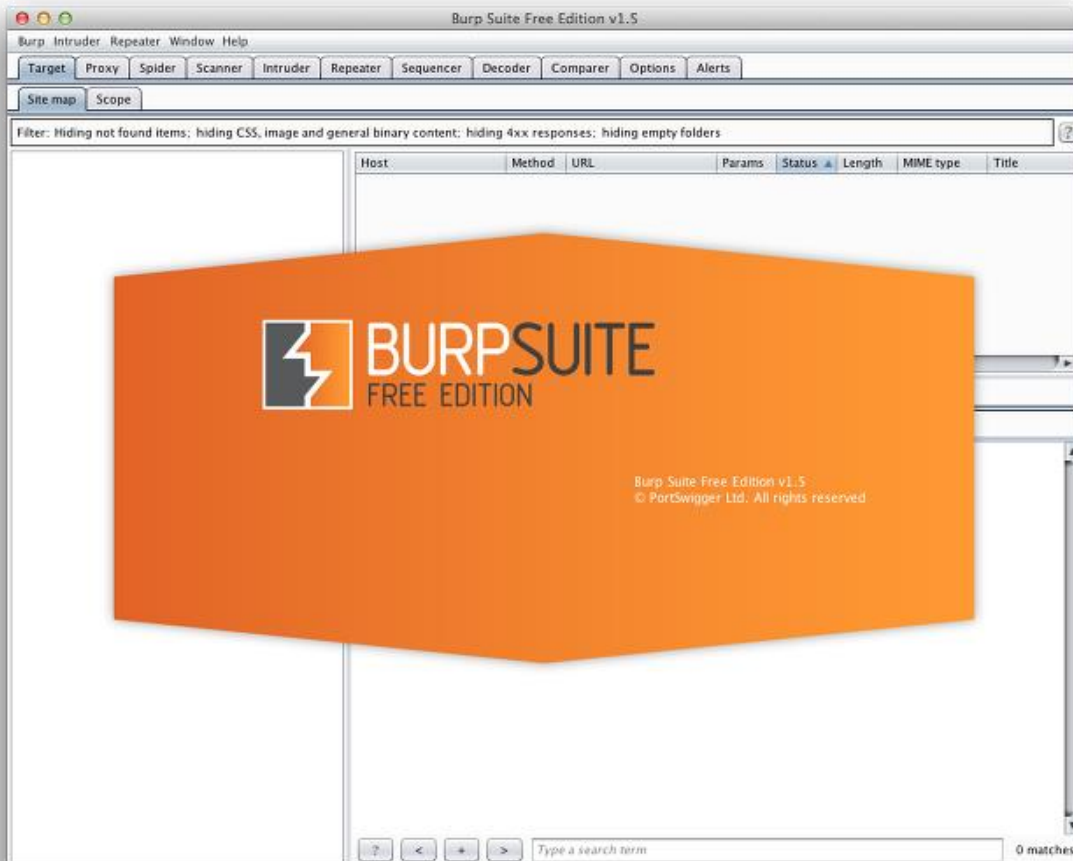 Burp Suite Free Edition v1.5
Burp Intruder Repeater Window Help
Target Proxy Spider Scanner Intruder Repeater Sequencer Decoder Comparer Options Alerts
Site map Scope
Filter: Hiding not found items; hiding CSS, image and general binary content; hiding 4xx responses; hiding empty folders
?
Host Method URL Params Status Length MIME type Title
BURPSUITE
FREE EDITION
Burp Suite Free Edition v1.5
© PortSwigger Ltd. All rights reserved
? < + > Type a search term 0 matches